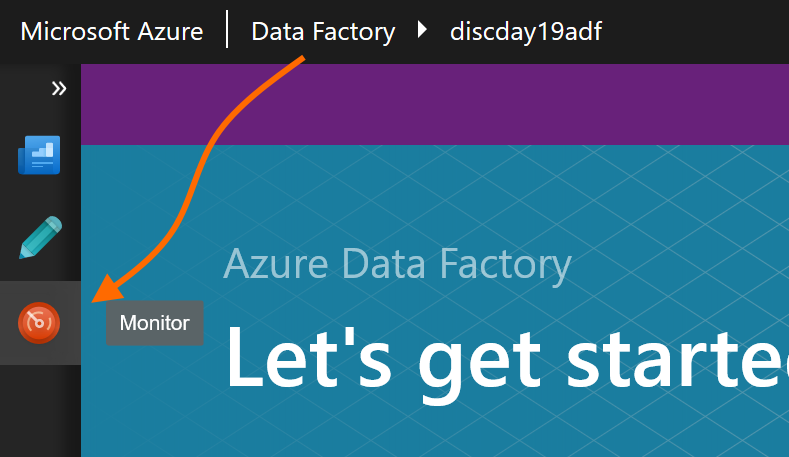 Microsoft Azure | Data Factory discday19adf
»
Azure Data Factory
Monitor
Let's get starte